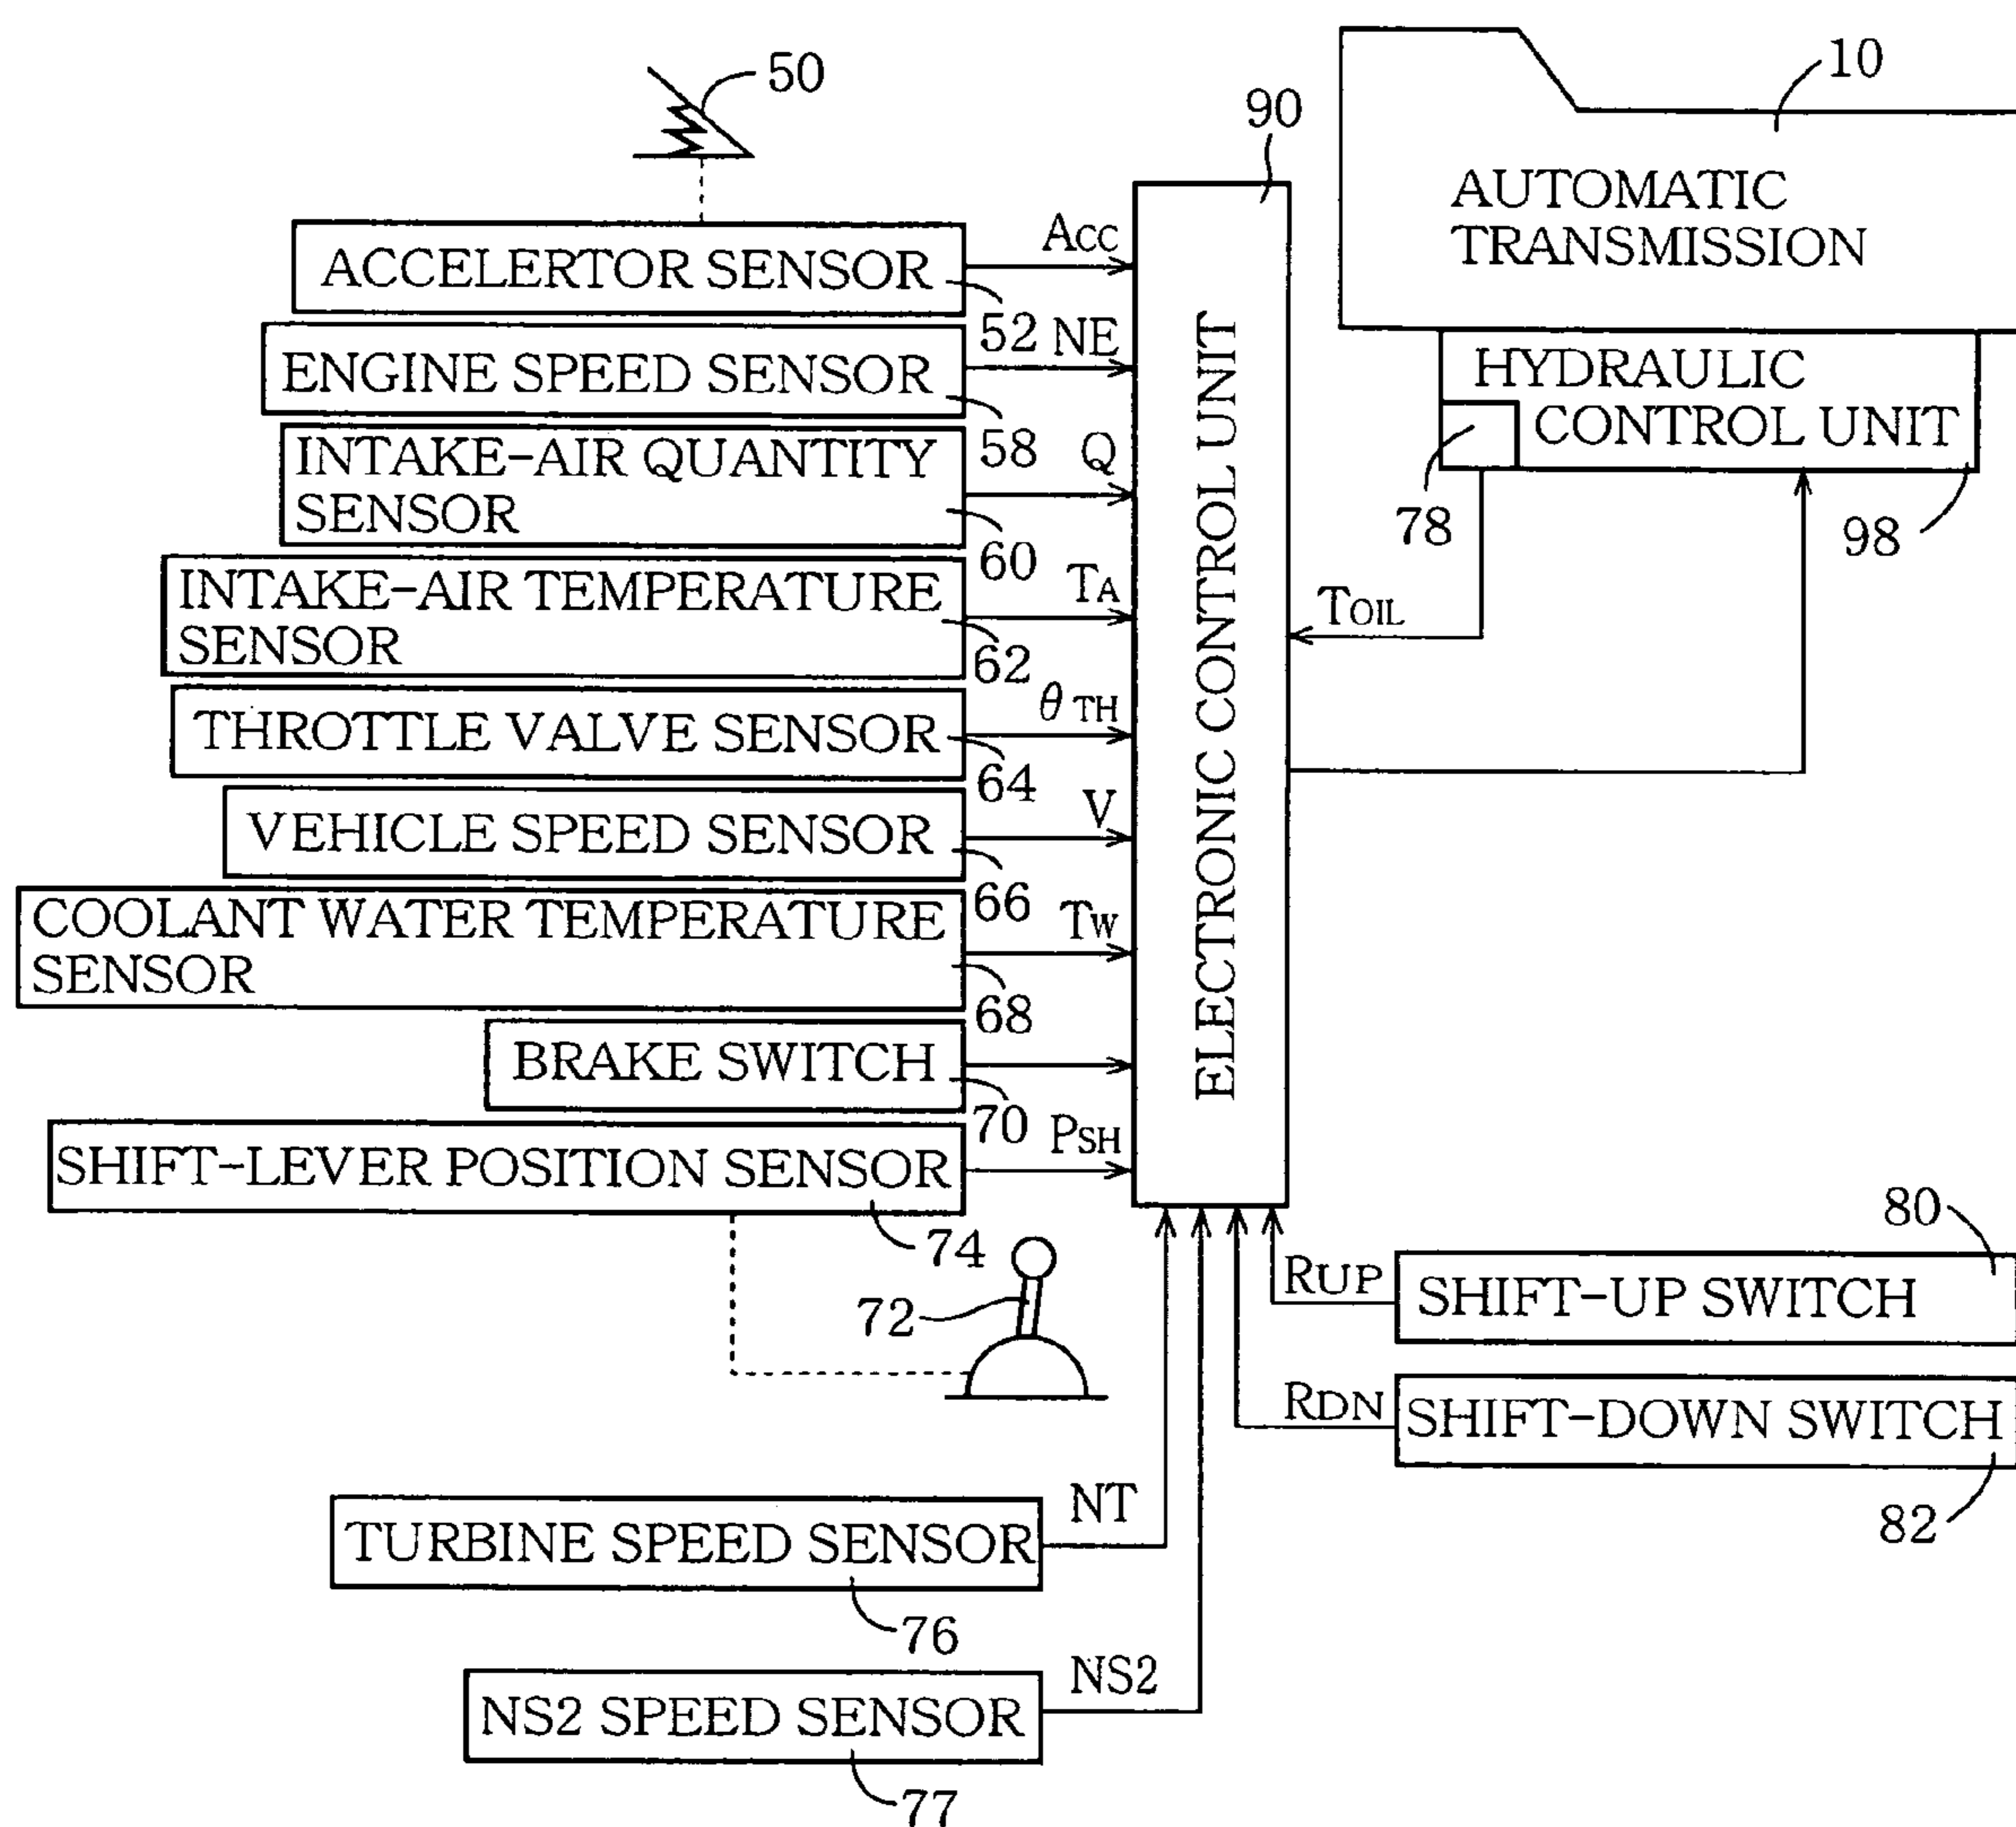 50
10
90
AUTOMATIC
TRANSMISSION
ACC
ACCELERTOR SENSOR
52
NE
ENGINE SPEED SENSOR
58
Q
INTAKE-AIR QUANTITY
SENSOR
60
TA
INTAKE-AIR TEMPERATURE
SENSOR
62
θTH
THROTTLE VALVE SENSOR
64
V
VEHICLE SPEED SENSOR
66
TW
COOLANT WATER TEMPERATURE
SENSOR
68
BRAKE SWITCH
70
PSH
SHIFT-LEVER POSITION SENSOR
74
72
ELECTRONIC CONTROL UNIT
HYDRAULIC
CONTROL UNIT
78
98
TOIL
80
RUP
SHIFT-UP SWITCH
RDN
SHIFT-DOWN SWITCH
82
NT
TURBINE SPEED SENSOR
76
NS2
NS2 SPEED SENSOR
77